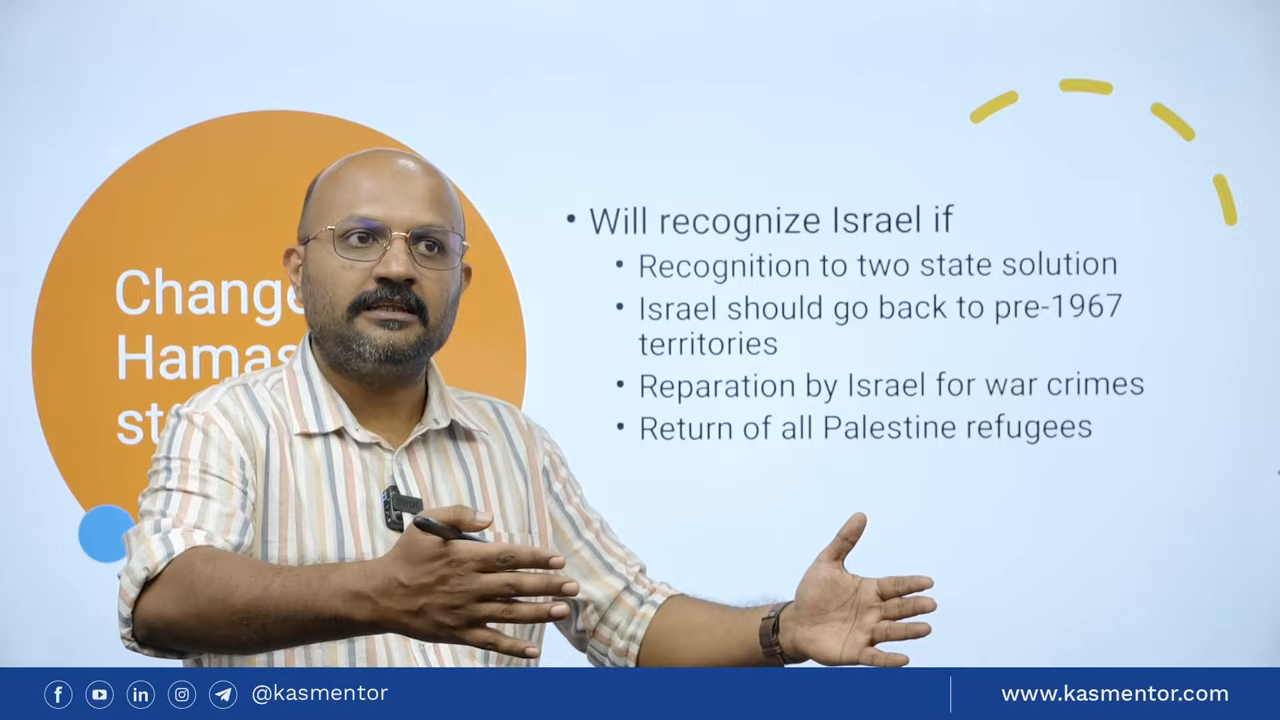 Change
Hamas
st
• Will recognize Israel if
• Recognition to two state solution
• Israel should go back to pre-1967
territories
• Reparation by Israel for war crimes
• Return of all Palestine refugees
@kasmentor
www.kasmentor.com